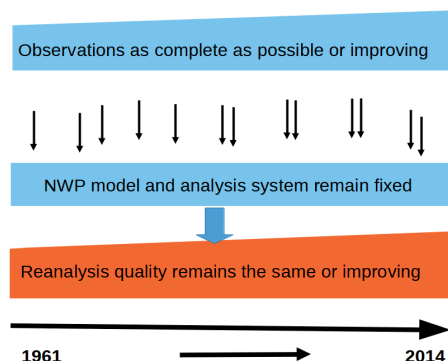 Observations as complete as possible or improving
NWP model and analysis system remain fixed
Reanalysis quality remains the same or improving
1961 2014